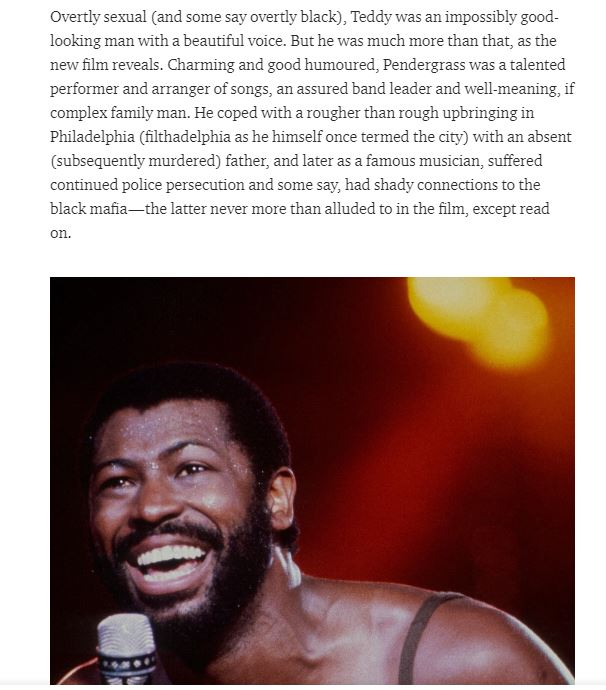 Overtly sexual (and some say overtly black), Teddy was an impossibly good-
looking man with a beautiful voice. But he was much more than that, as the
new film reveals. Charming and good humoured, Pendergrass was a talented
performer and arranger of songs, an assured band leader and well-meaning, if
complex family man. He coped with a rougher than rough upbringing in
Philadelphia (filthadelphia as he himself once termed the city) with an absent
(subsequently murdered) father, and later as a famous musician, suffered
continued police persecution and some say, had shady connections to the
black mafia—the latter never more than alluded to in the film, except read
on.